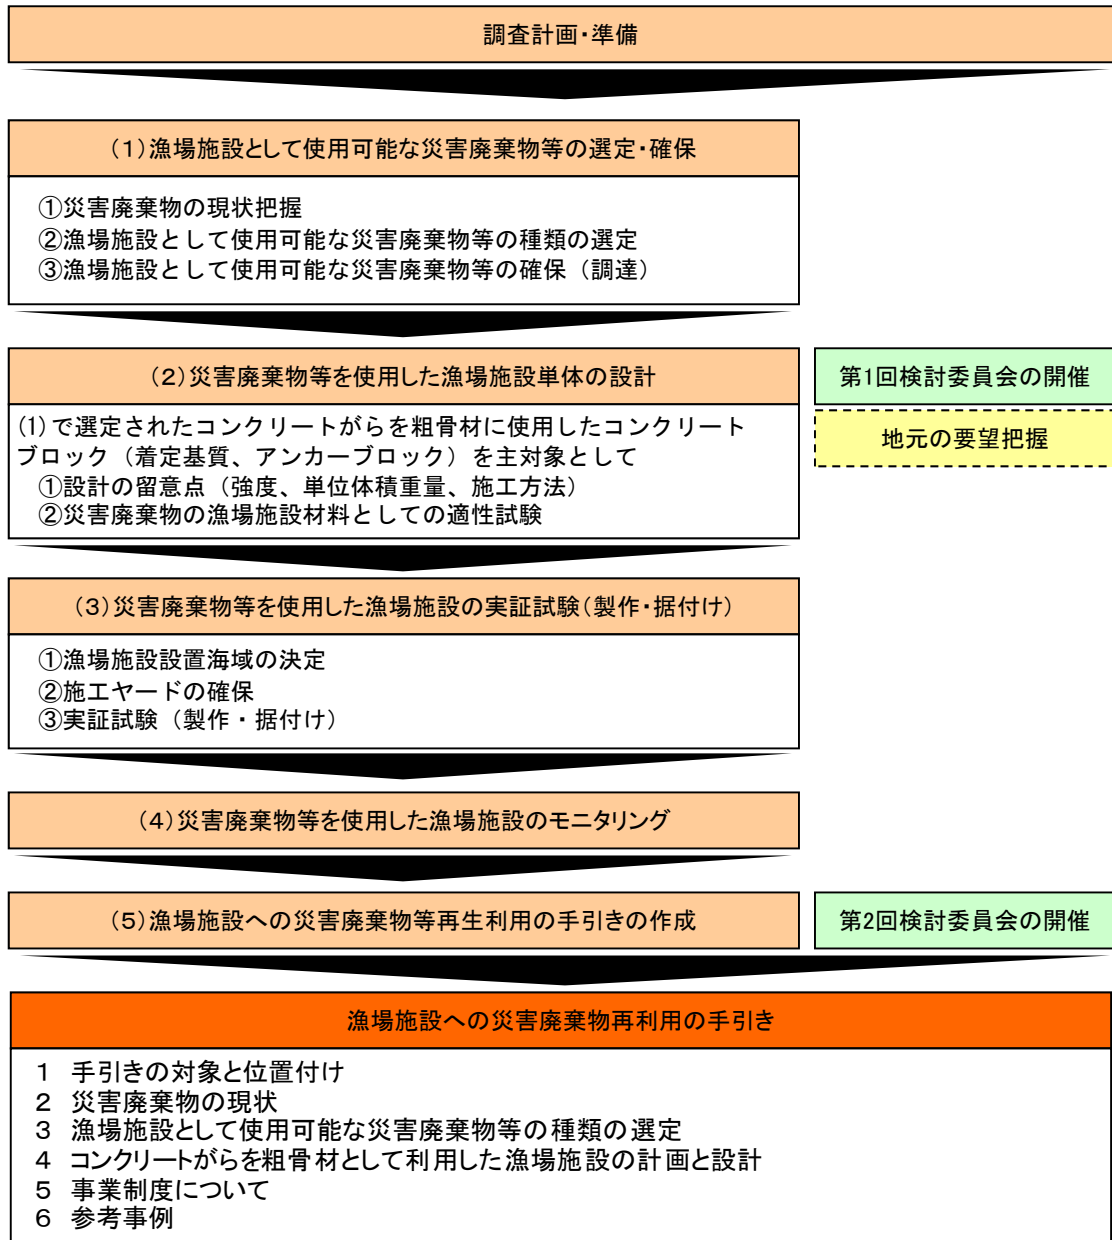 調査計画・準備
(1)漁場施設として使用可能な災害廃棄物等の選定・確保
①災害廃棄物の現状把握
②漁場施設として使用可能な災害廃棄物等の種類の選定
③漁場施設として使用可能な災害廃棄物等の確保（調達）
(2)災害廃棄物等を使用した漁場施設単体の設計
第1回検討委員会の開催
(1)で選定されたコンクリートがらを粗骨材に使用したコンクリート
ブロック（着定基質、アンカーブロック）を主対象として
①設計の留意点（強度、単位体積重量、施工方法）
②災害廃棄物の漁場施設材料としての適性試験
地元の要望把握
(3)災害廃棄物等を使用した漁場施設の実証試験(製作・据付け)
①漁場施設設置海域の決定
②施工ヤードの確保
③実証試験（製作・据付け）
(4)災害廃棄物等を使用した漁場施設のモニタリング
(5)漁場施設への災害廃棄物等再生利用の手引きの作成
第2回検討委員会の開催
漁場施設への災害廃棄物再利用の手引き
1　手引きの対象と位置付け
2　災害廃棄物の現状
3　漁場施設として使用可能な災害廃棄物等の種類の選定
4　コンクリートがらを粗骨材として利用した漁場施設の計画と設計
5　事業制度について
6　参考事例